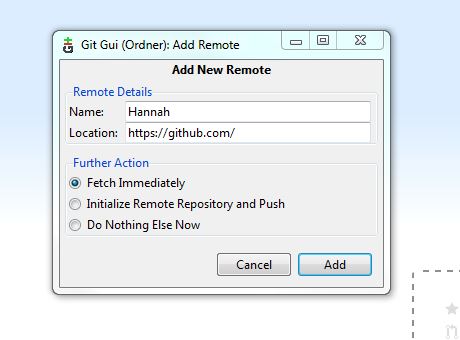 Git Gui (Ordner): Add Remote
Add New Remote
Remote Details
Name: Hannah
Location: https://github.com/
Further Action
Fetch Immediately
Initialize Remote Repository and Push
Do Nothing Else Now
Cancel Add